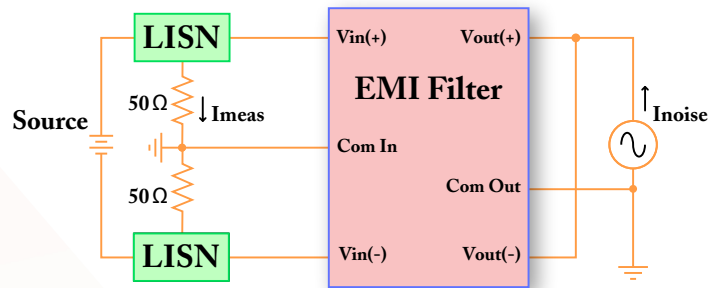 LISN
Vin(+)
Vout(+)
EMI Filter
50Ω
Imeas
Inoise
Source
Com In
Com Out
50Ω
LISN
Vin(-)
Vout(-)